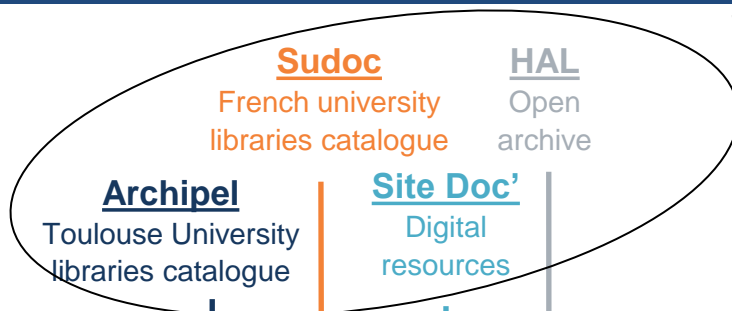 Sudoc
French university
libraries catalogue
HAL
Open
archive
Archipel
Toulouse University
libraries catalogue
Site Doc’
Digital
resources